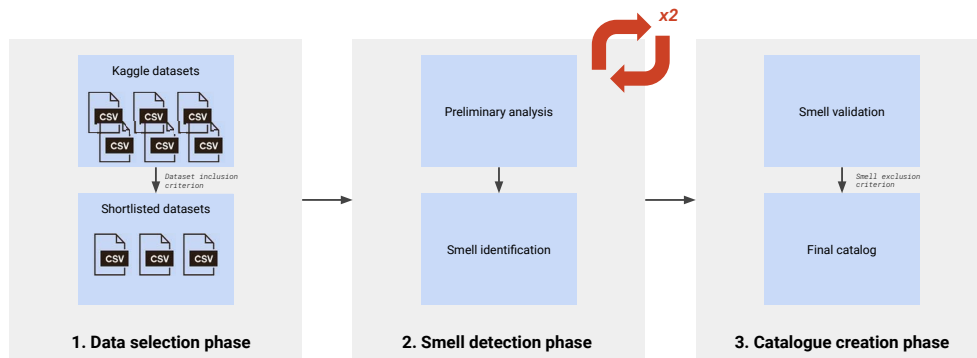 Kaggle datasets
CSV
CSV
CSV
CSV
CSV
CSV
Dataset inclusion
criterion
Shortlisted datasets
CSV
CSV
CSV
1. Data selection phase
x2
Preliminary analysis
Smell identification
2. Smell detection phase
Smell validation
Smell exclusion
criterion
Final catalog
3. Catalogue creation phase